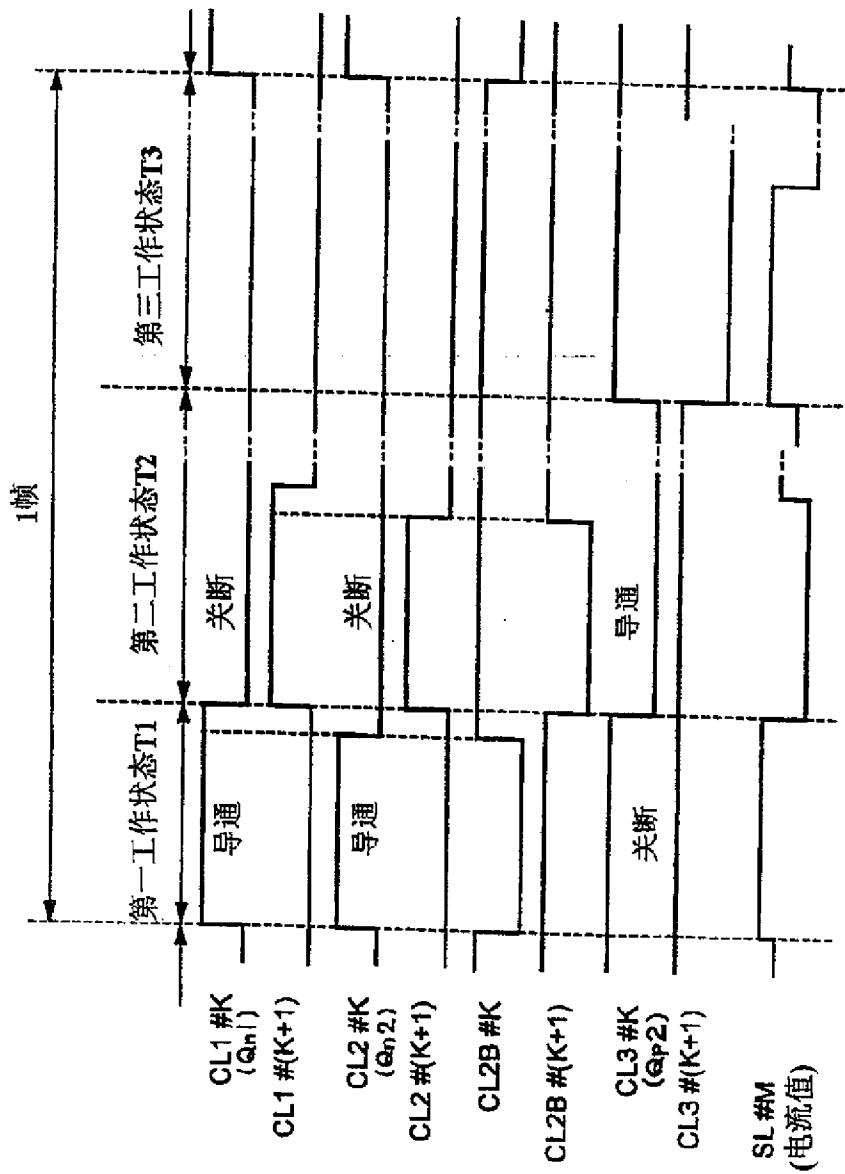 1帧
第一工作状态T1
第二工作状态T2
第三工作状态T3
CL1 #K
(Qn1)
导通
关断
CL1 #(K+1)
CL2 #K
(Qn2)
导通
关断
CL2 #(K+1)
CL2B #K
CL2B #(K+1)
CL3 #K
(Qp2)
关断
导通
CL3 #(K+1)
SL #M
(电流值)